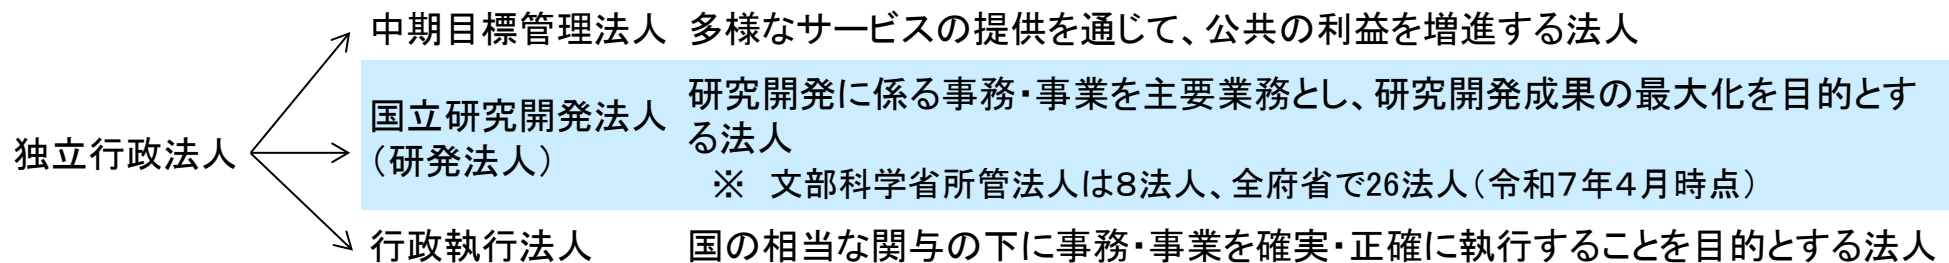 中期目標管理法人 多様なサービスの提供を通じて、公共の利益を増進する法人
独立行政法人
国立研究開発法人
(研発法人)
研究開発に係る事務・事業を主要業務とし、研究開発成果の最大化を目的とす
る法人
※ 文部科学省所管法人は8法人、全府省で26法人(令和7年4月時点)
行政執行法人 国の相当な関与の下に事務・事業を確実・正確に執行することを目的とする法人